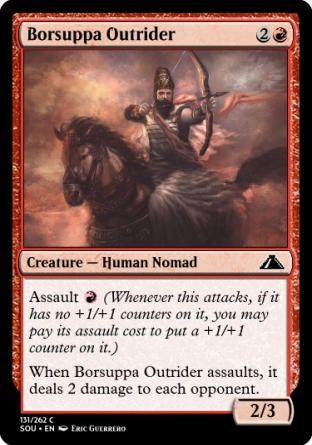 Borsuppa Outrider 2
Creature — Human Nomad
Assault (Whenever this attacks, if it
has no +1/+1 counters on it, you may
pay its assault cost to put a +1/+1
counter on it.)
When Borsuppa Outrider assaults, it
deals 2 damage to each opponent.
2/3
131/262 C
SOU • EN Eric Guerrero